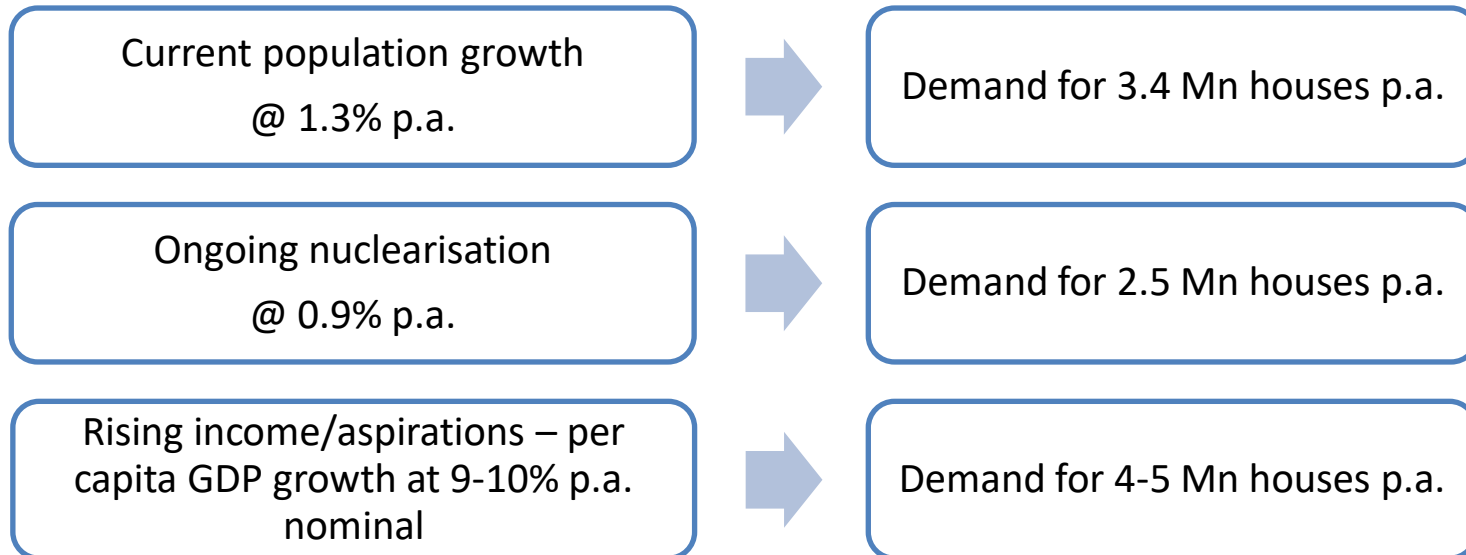 Current population growth
@ 1.3% p.a.
Demand for 3.4 Mn houses p.a.
Ongoing nuclearisation
@ 0.9% p.a.
Demand for 2.5 Mn houses p.a.
Rising income/aspirations – per
capita GDP growth at 9-10% p.a.
nominal
Demand for 4-5 Mn houses p.a.